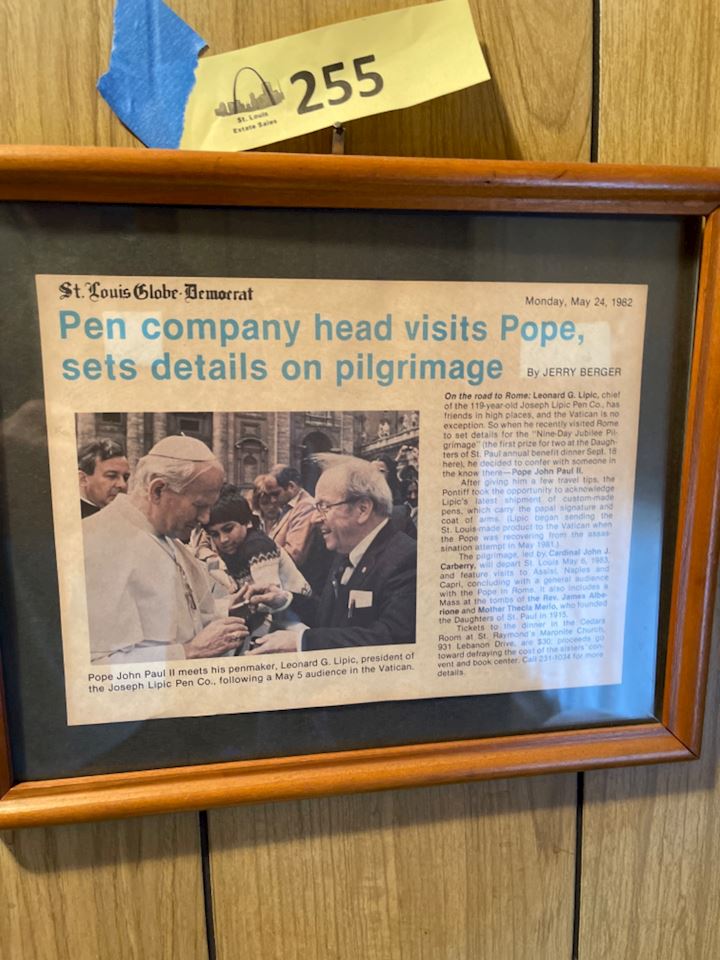 St. Louis
Estate Sales
255
St. Louis Globe-Democrat
Monday, May 24, 1982
Pen company head visits Pope,
sets details on pilgrimage
By JERRY BERGER
On the road to Rome: Leonard G. Lipic, chief
of the 119-year-old Joseph Lipic Pen Co., has
friends in high places, and the Vatican is no
exception. So when he recently visited Rome
to set details for the "Nine-Day Jubilee Pil-
grimage" (the first prize for two at the Daugh-
ters of St. Paul annual benefit dinner Sept. 18
here), he decided to confer with someone in
the know there—Pope John Paul II.
After giving him a few travel tips, the
Pontiff took the opportunity to acknowledge
Lipic's latest shipment of custom-made
pens, which carry the papal signature and
coat of arms. (Lipic began sending the
St. Louis-made product to the Vatican when
the Pope was recovering from the assas-
sination attempt in May 1981.)
The pilgrimage, led by Cardinal John J.
Carberry, will depart St. Louis May 6, 1983,
and feature visits to Assisi, Naples and
Capri, concluding with a general audience
with the Pope in Rome. It also includes a
Mass at the tombs of the Rev. James Albe-
rione and Mother Thecla Merlo, who founded
the Daughters of St. Paul in 1915.
Tickets to the dinner in the Cedars
Room at St. Raymond's Maronite Church,
931 Lebanon Drive, are $30; proceeds go
toward defraying the cost of the sisters' con-
vent and book center. Call 231-1034 for more
details.
Pope John Paul II meets his penmaker, Leonard G. Lipic, president of
the Joseph Lipic Pen Co., following a May 5 audience in the Vatican.